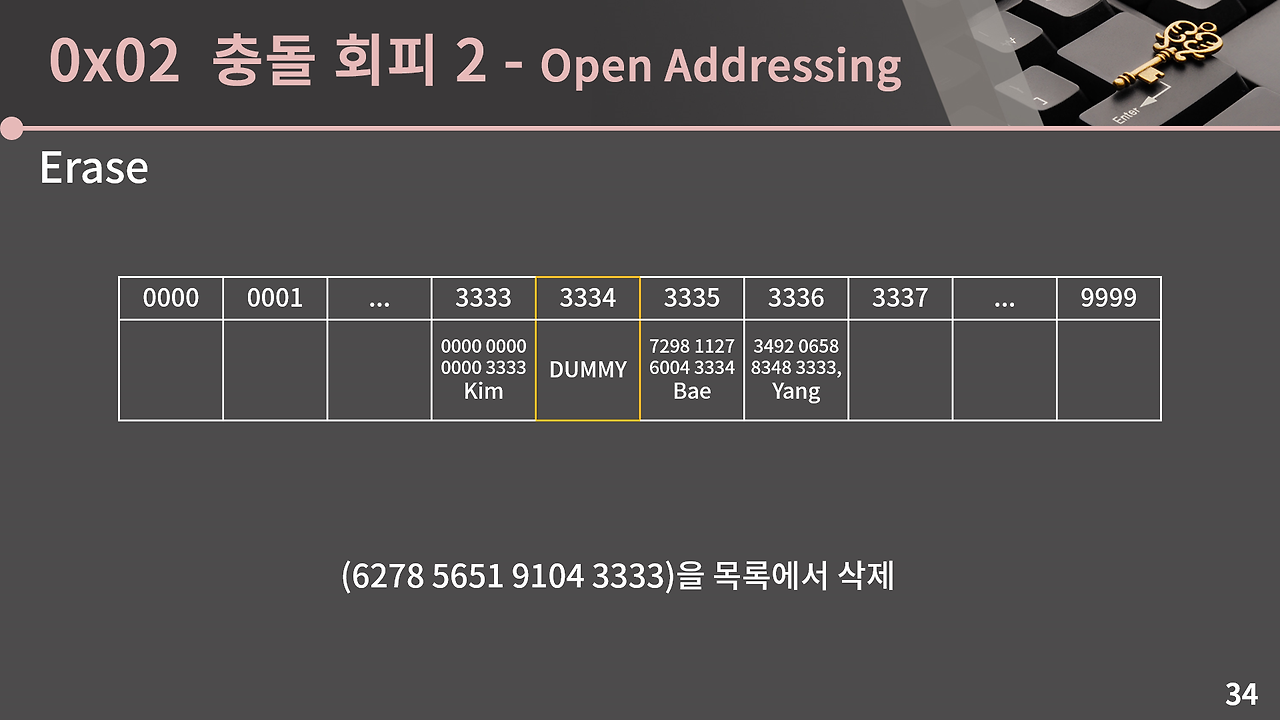 0x02 충돌 회피 2 - Open Addressing
Enter
Erase
0000 0001 ... 3333 3334 3335 3336 3337 ... 9999
0000 0000
0000 3333
Kim
DUMMY
7298 1127
6004 3334
Bae
3492 0658
8348 3333,
Yang
(6278 5651 9104 3333)을 목록에서 삭제
34